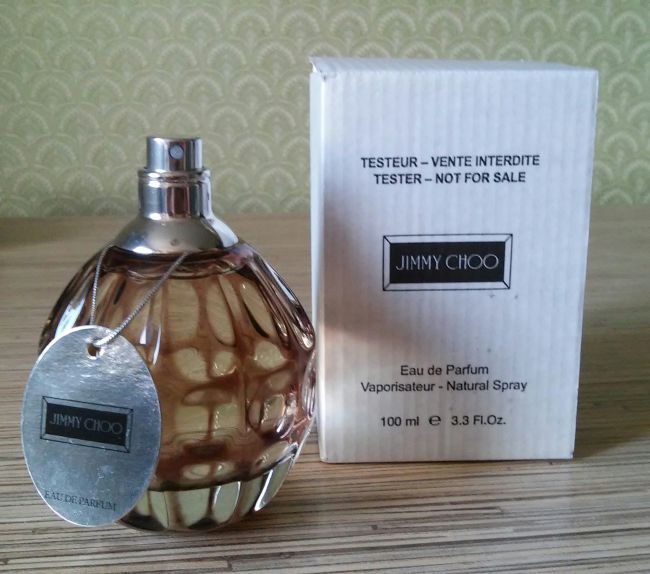 TESTEUR – VENTE INTERDITE
TESTER – NOT FOR SALE
JIMMY CHOO
Eau de Parfum
Vaporisateur - Natural Spray
100 ml ℮ 3.3 Fl.Oz.
JIMMY CHOO
EAU DE PARFUM